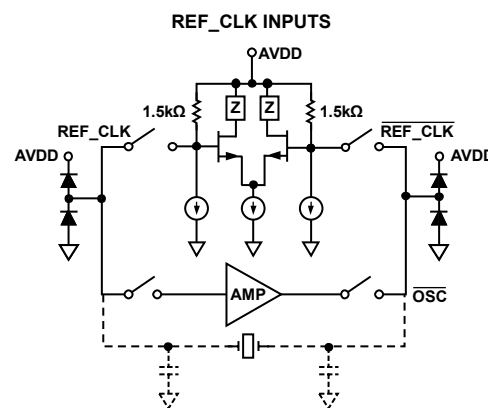 REF_CLK INPUTS
AVDD
1.5kΩ
Z
Z
1.5kΩ
REF_CLK
REF_CLK
AVDD
AVDD
AMP
OSC